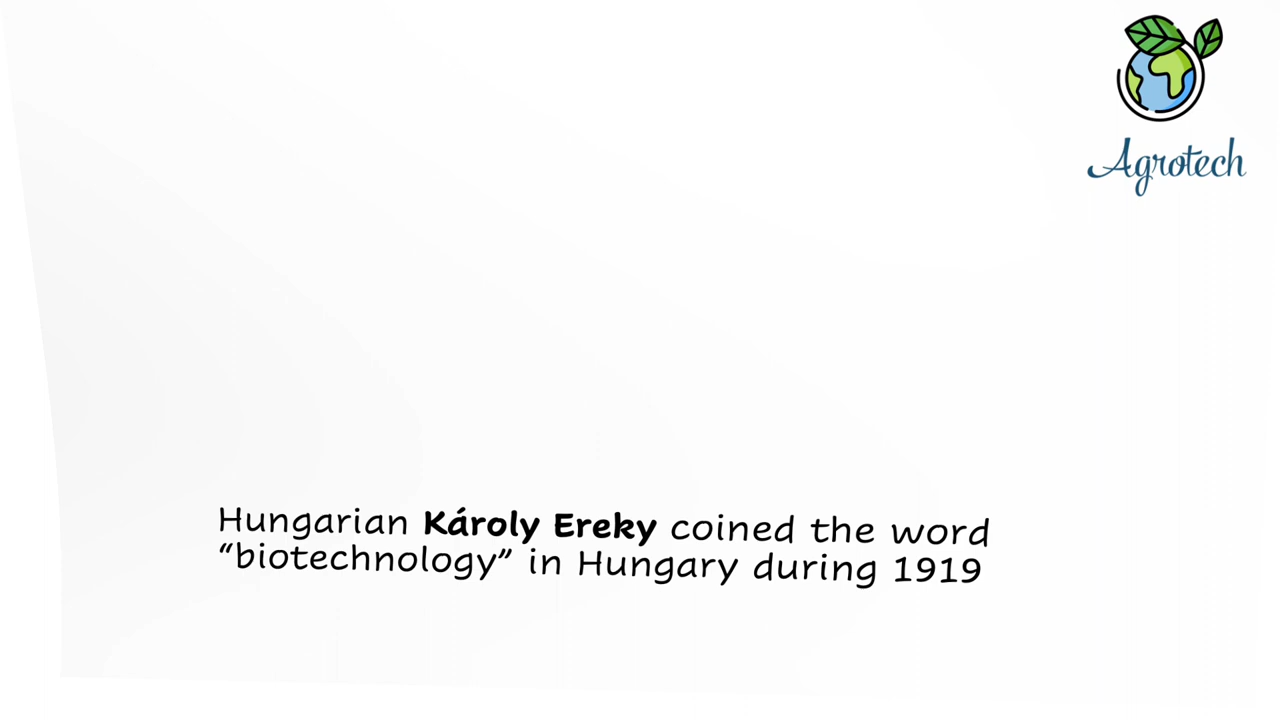 Agrotech
Hungarian Károly Ereky coined the word
“biotechnology” in Hungary during 1919